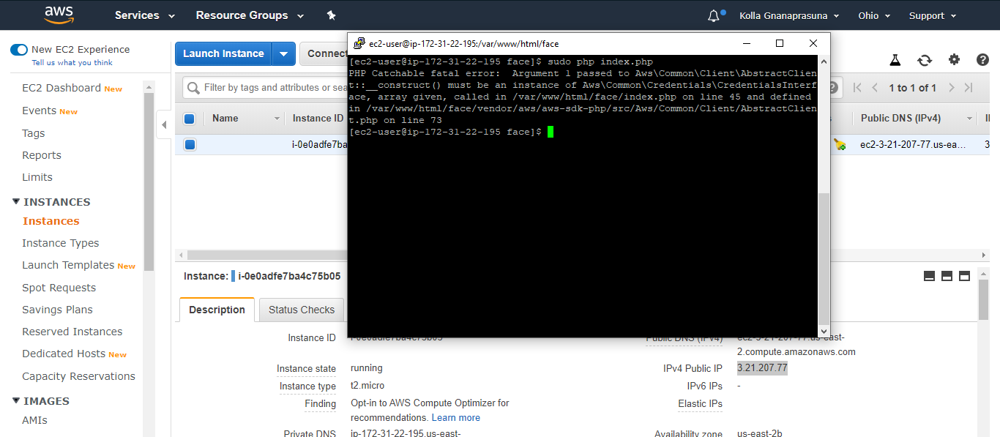 aws
Services
Resource Groups
Kolla Gnanaprasuna
Ohio
Support
New EC2 Experience
Tell us what you think
EC2 Dashboard New
Events New
Tags
Reports
Limits
INSTANCES
Instances
Instance Types
Launch Templates New
Spot Requests
Savings Plans
Reserved Instances
Dedicated Hosts New
Capacity Reservations
IMAGES
AMIs
Launch Instance
Connect
Filter by tags and attributes or sea
1 to 1 of 1
Name
Instance ID
Public DNS (IPv4)
i-0e0adfe7ba
ec2-3-21-207-77.us-ea...
3
ec2-user@ip-172-31-22-195:/var/www/html/face
[ec2-user@ip-172-31-22-195 face]$ sudo php index.php
PHP Catchable fatal error:  Argument 1 passed to Aws\Common\Client\AbstractClien
t::__construct() must be an instance of Aws\Common\Credentials\CredentialsInterf
ace, array given, called in /var/www/html/face/index.php on line 45 and defined
in /var/www/html/face/vendor/aws/aws-sdk-php/src/Aws/Common/Client/AbstractClien
t.php on line 73
[ec2-user@ip-172-31-22-195 face]$
Instance: i-0e0adfe7ba4c75b05
Description
Status Checks
Instance ID
i-0e0adfe7ba4c75b05
Public DNS (IPv4)
ec2-3-21-207-77.us-east-
2.compute.amazonaws.com
Instance state
running
IPv4 Public IP
3.21.207.77
Instance type
t2.micro
IPv6 IPs
-
Finding
Opt-in to AWS Compute Optimizer for
recommendations. Learn more
Elastic IPs
Private DNS
ip-172-31-22-195.us-east-
Availability zone
us-east-2b